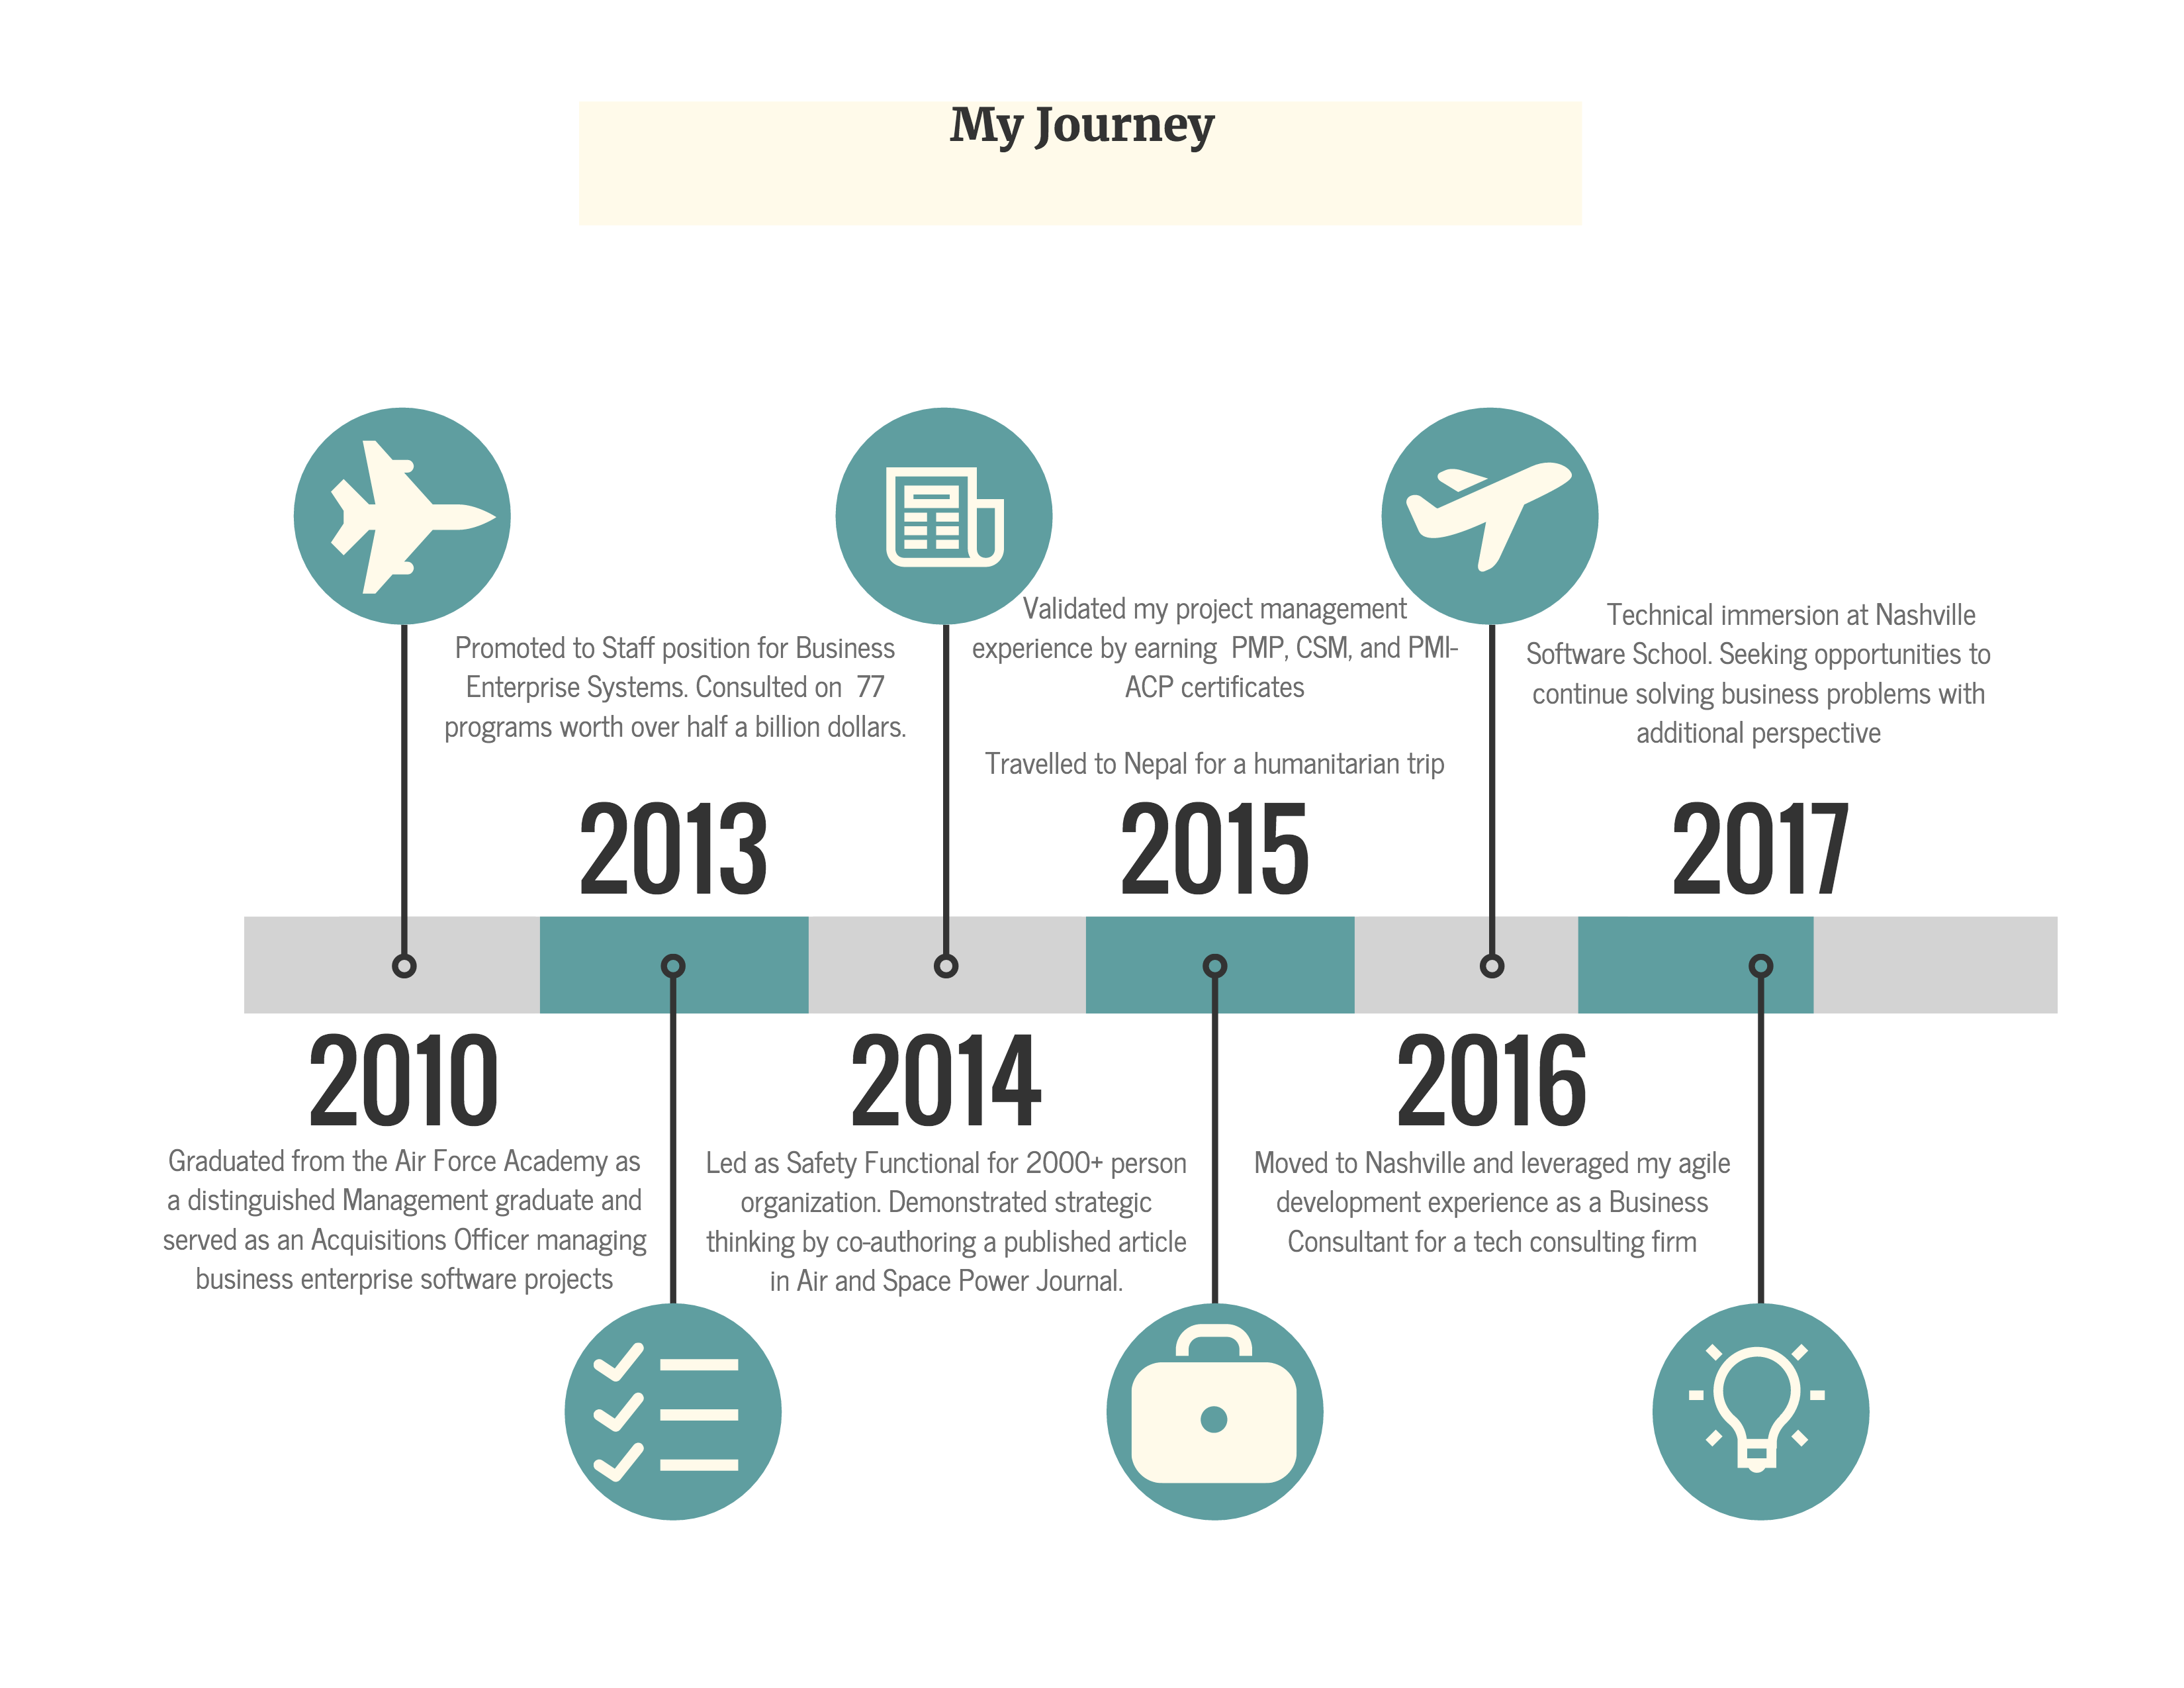 My Journey
Promoted to Staff position for Business
Enterprise Systems. Consulted on  77
programs worth over half a billion dollars.
2013
Validated my project management
experience by earning  PMP, CSM, and PMI-
ACP certificates
Travelled to Nepal for a humanitarian trip
2015
Technical immersion at Nashville
Software School. Seeking opportunities to
continue solving business problems with
additional perspective
2017
2010
Graduated from the Air Force Academy as
a distinguished Management graduate and
served as an Acquisitions Officer managing
business enterprise software projects
2014
Led as Safety Functional for 2000+ person
organization. Demonstrated strategic
thinking by co-authoring a published article
in Air and Space Power Journal.
2016
Moved to Nashville and leveraged my agile
development experience as a Business
Consultant for a tech consulting firm